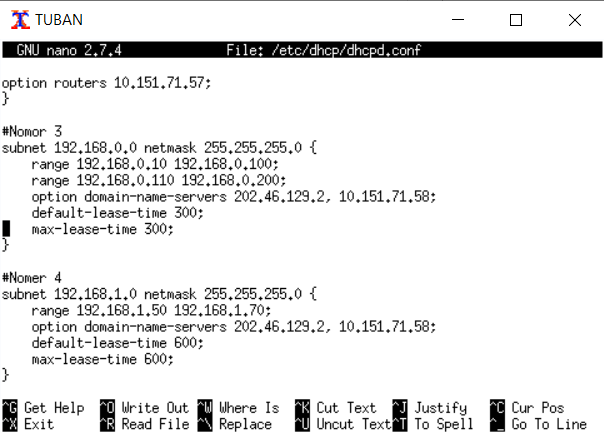 TUBAN
GNU nano 2.7.4 File: /etc/dhcp/dhcpd.conf
option routers 10.151.71.57;
}
#Nomor 3
subnet 192.168.0.0 netmask 255.255.255.0 {
range 192.168.0.10 192.168.0.100;
range 192.168.0.110 192.168.0.200;
option domain-name-servers 202.46.129.2, 10.151.71.58;
default-lease-time 300;
max-lease-time 300;
}
#Nomer 4
subnet 192.168.1.0 netmask 255.255.255.0 {
range 192.168.1.50 192.168.1.70;
option domain-name-servers 202.46.129.2, 10.151.71.58;
default-lease-time 600;
max-lease-time 600;
}
^G Get Help ^O Write Out ^W Where Is ^K Cut Text ^J Justify ^C Cur Pos
^X Exit ^R Read File ^\ Replace ^U Uncut Text ^T To Spell ^_ Go To Line